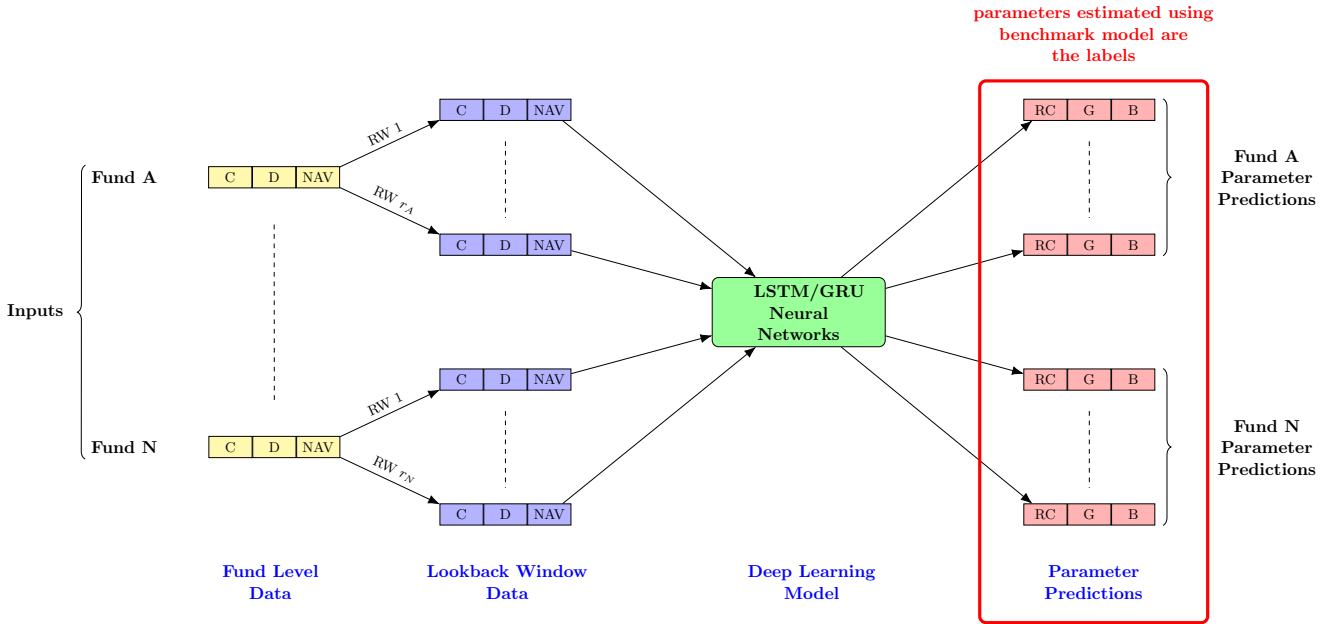 parameters estimated using
benchmark model are
the labels
C D NAV
RC G B
RW 1
Fund A
C D NAV
Fund A
Parameter
Predictions
RW r_A
C D NAV
RC G B
Inputs
LSTM/GRU
Neural
Networks
C D NAV
RC G B
RW 1
Fund N
C D NAV
Fund N
Parameter
Predictions
RW r_N
C D NAV
RC G B
Fund Level
Data
Lookback Window
Data
Deep Learning
Model
Parameter
Predictions